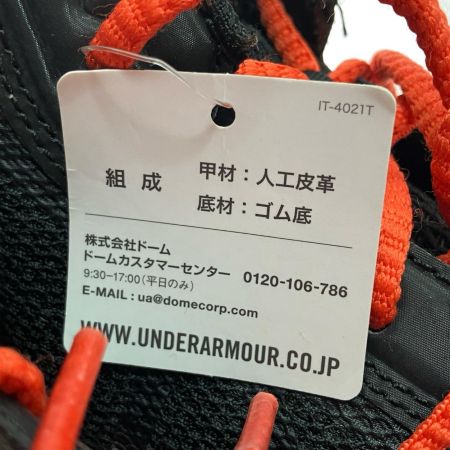 IT-4021T
組成 甲材：人工皮革
底材：ゴム底
株式会社ドーム
ドームカスタマーセンター 0120-106-786
9:30-17:00(平日のみ)
E-MAIL : ua@domecorp.com
WWW.UNDERARMOUR.CO.JP